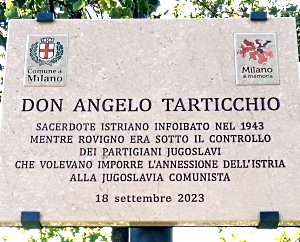 Comune di
Milano
Milano
è memoria
DON ANGELO TARTICCHIO
SACERDOTE ISTRIANO INFOIBATO NEL 1943
MENTRE ROVIGNO ERA SOTTO IL CONTROLLO
DEI PARTIGIANI JUGOSLAVI
CHE VOLEVANO IMPORRE L'ANNESSIONE DELL'ISTRIA
ALLA JUGOSLAVIA COMUNISTA
18 settembre 2023